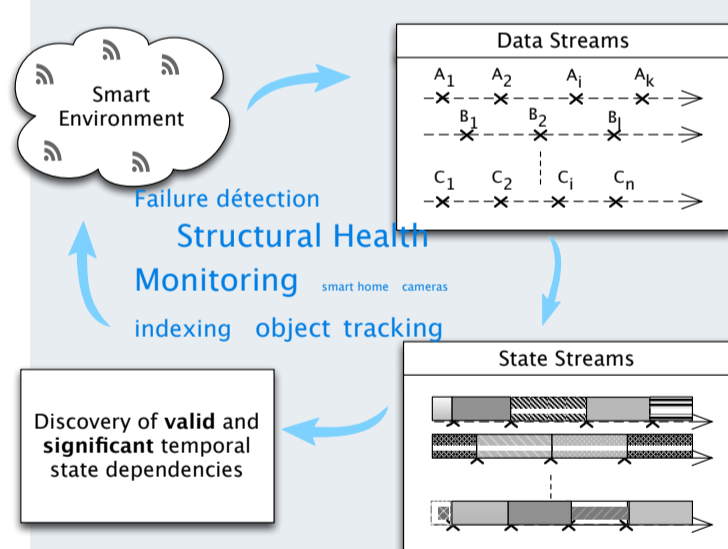 Smart
Environment
Data Streams
A1 A2 Ai Ak
B1 B2 Bl
C1 C2 Ci Cn
Failure détection
Structural Health
Monitoring smart home cameras
indexing object tracking
State Streams
Discovery of valid and
significant temporal
state dependencies